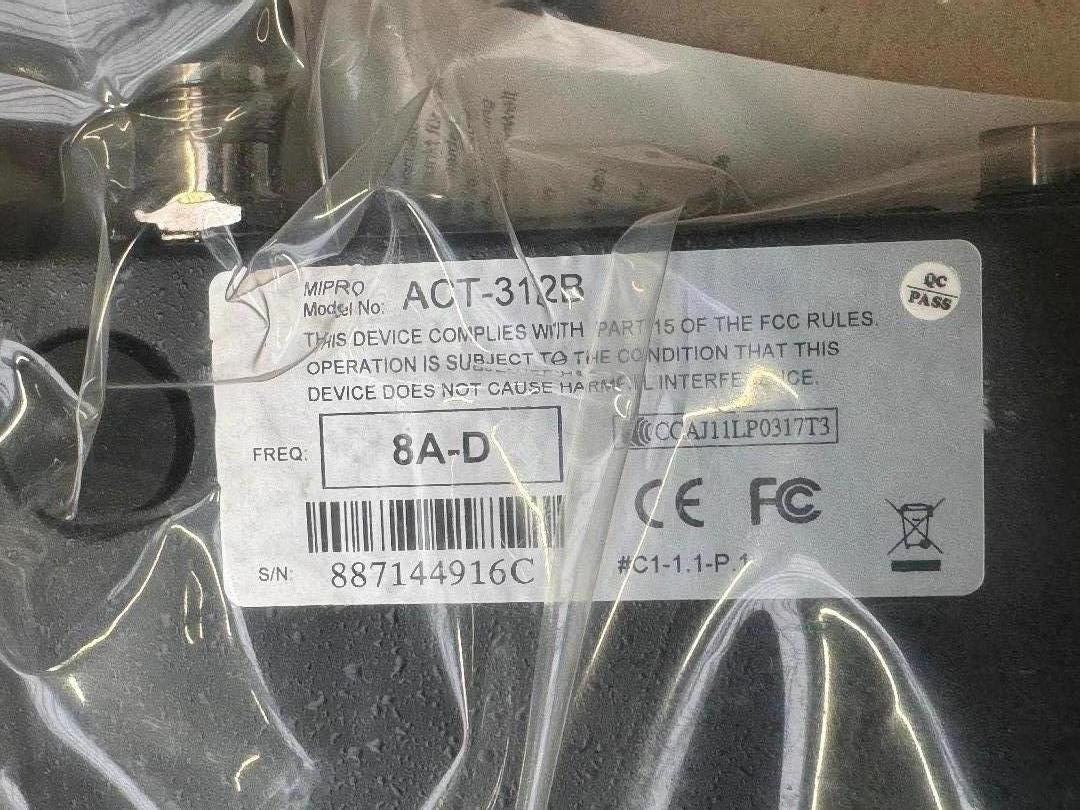 MIPRO
Model No: ACT-312B
QC
PASS
THIS DEVICE COMPLIES WITH PART 15 OF THE FCC RULES.
OPERATION IS SUBJECT TO THE CONDITION THAT THIS
DEVICE DOES NOT CAUSE HARMFUL INTERFERENCE.
FREQ: 8A-D
CCAJ11LP0317T3
CE FC
S/N: 887144916C
#C1-1.1-P.1